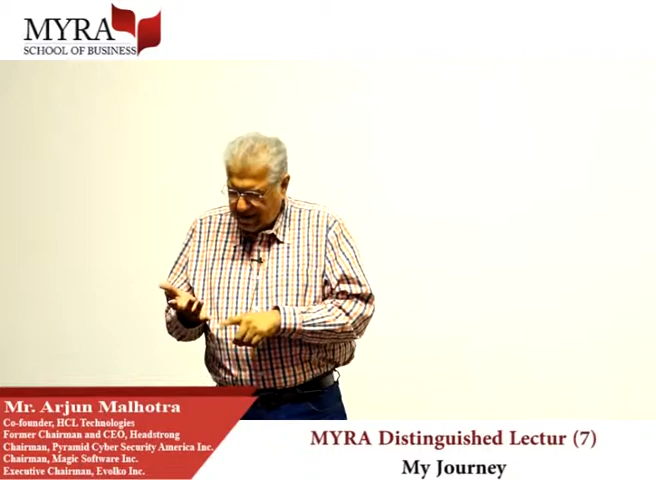 MYRA
SCHOOL OF BUSINESS
Mr. Arjun Malhotra
Co-founder, HCL Technologies
Former Chairman and CEO, Headstrong
Chairman, Pyramid Cyber Security America Inc.
Chairman, Magic Software Inc.
Executive Chairman, Evolko Inc.
MYRA Distinguished Lectur (7)
My Journey